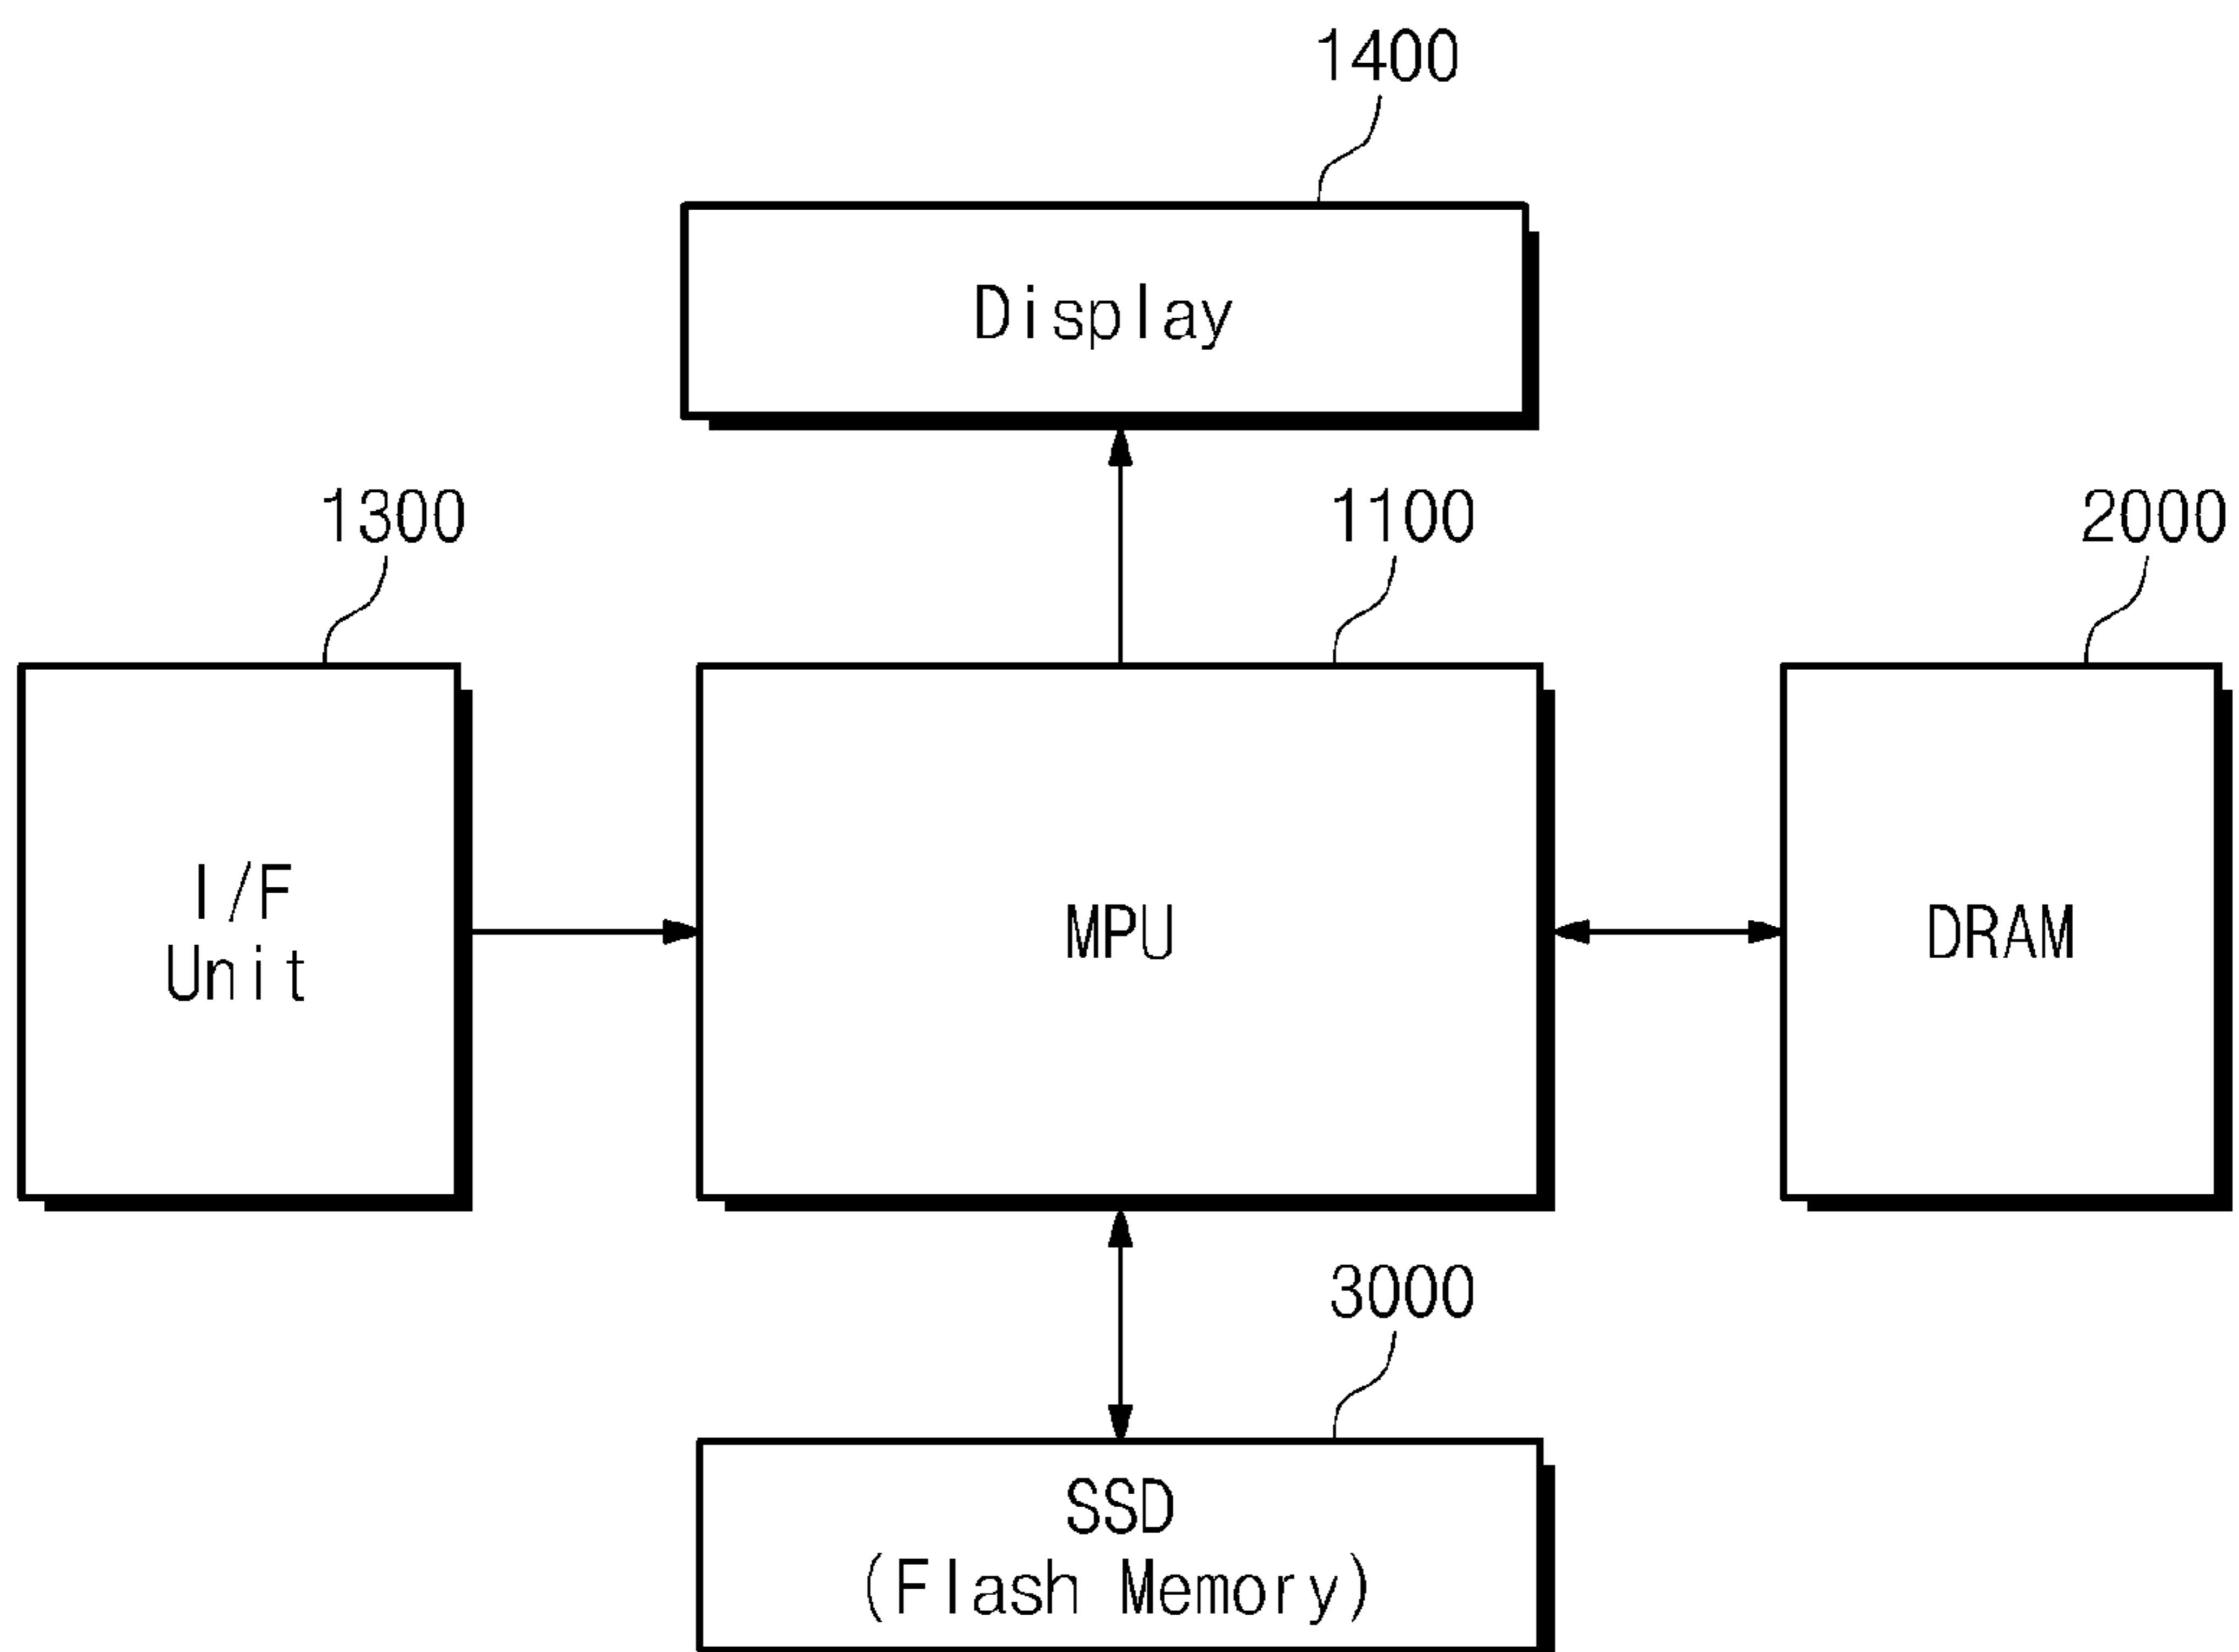 1400
Display
1300
1100
2000
I/F
Unit
MPU
DRAM
3000
SSD
(Flash Memory)